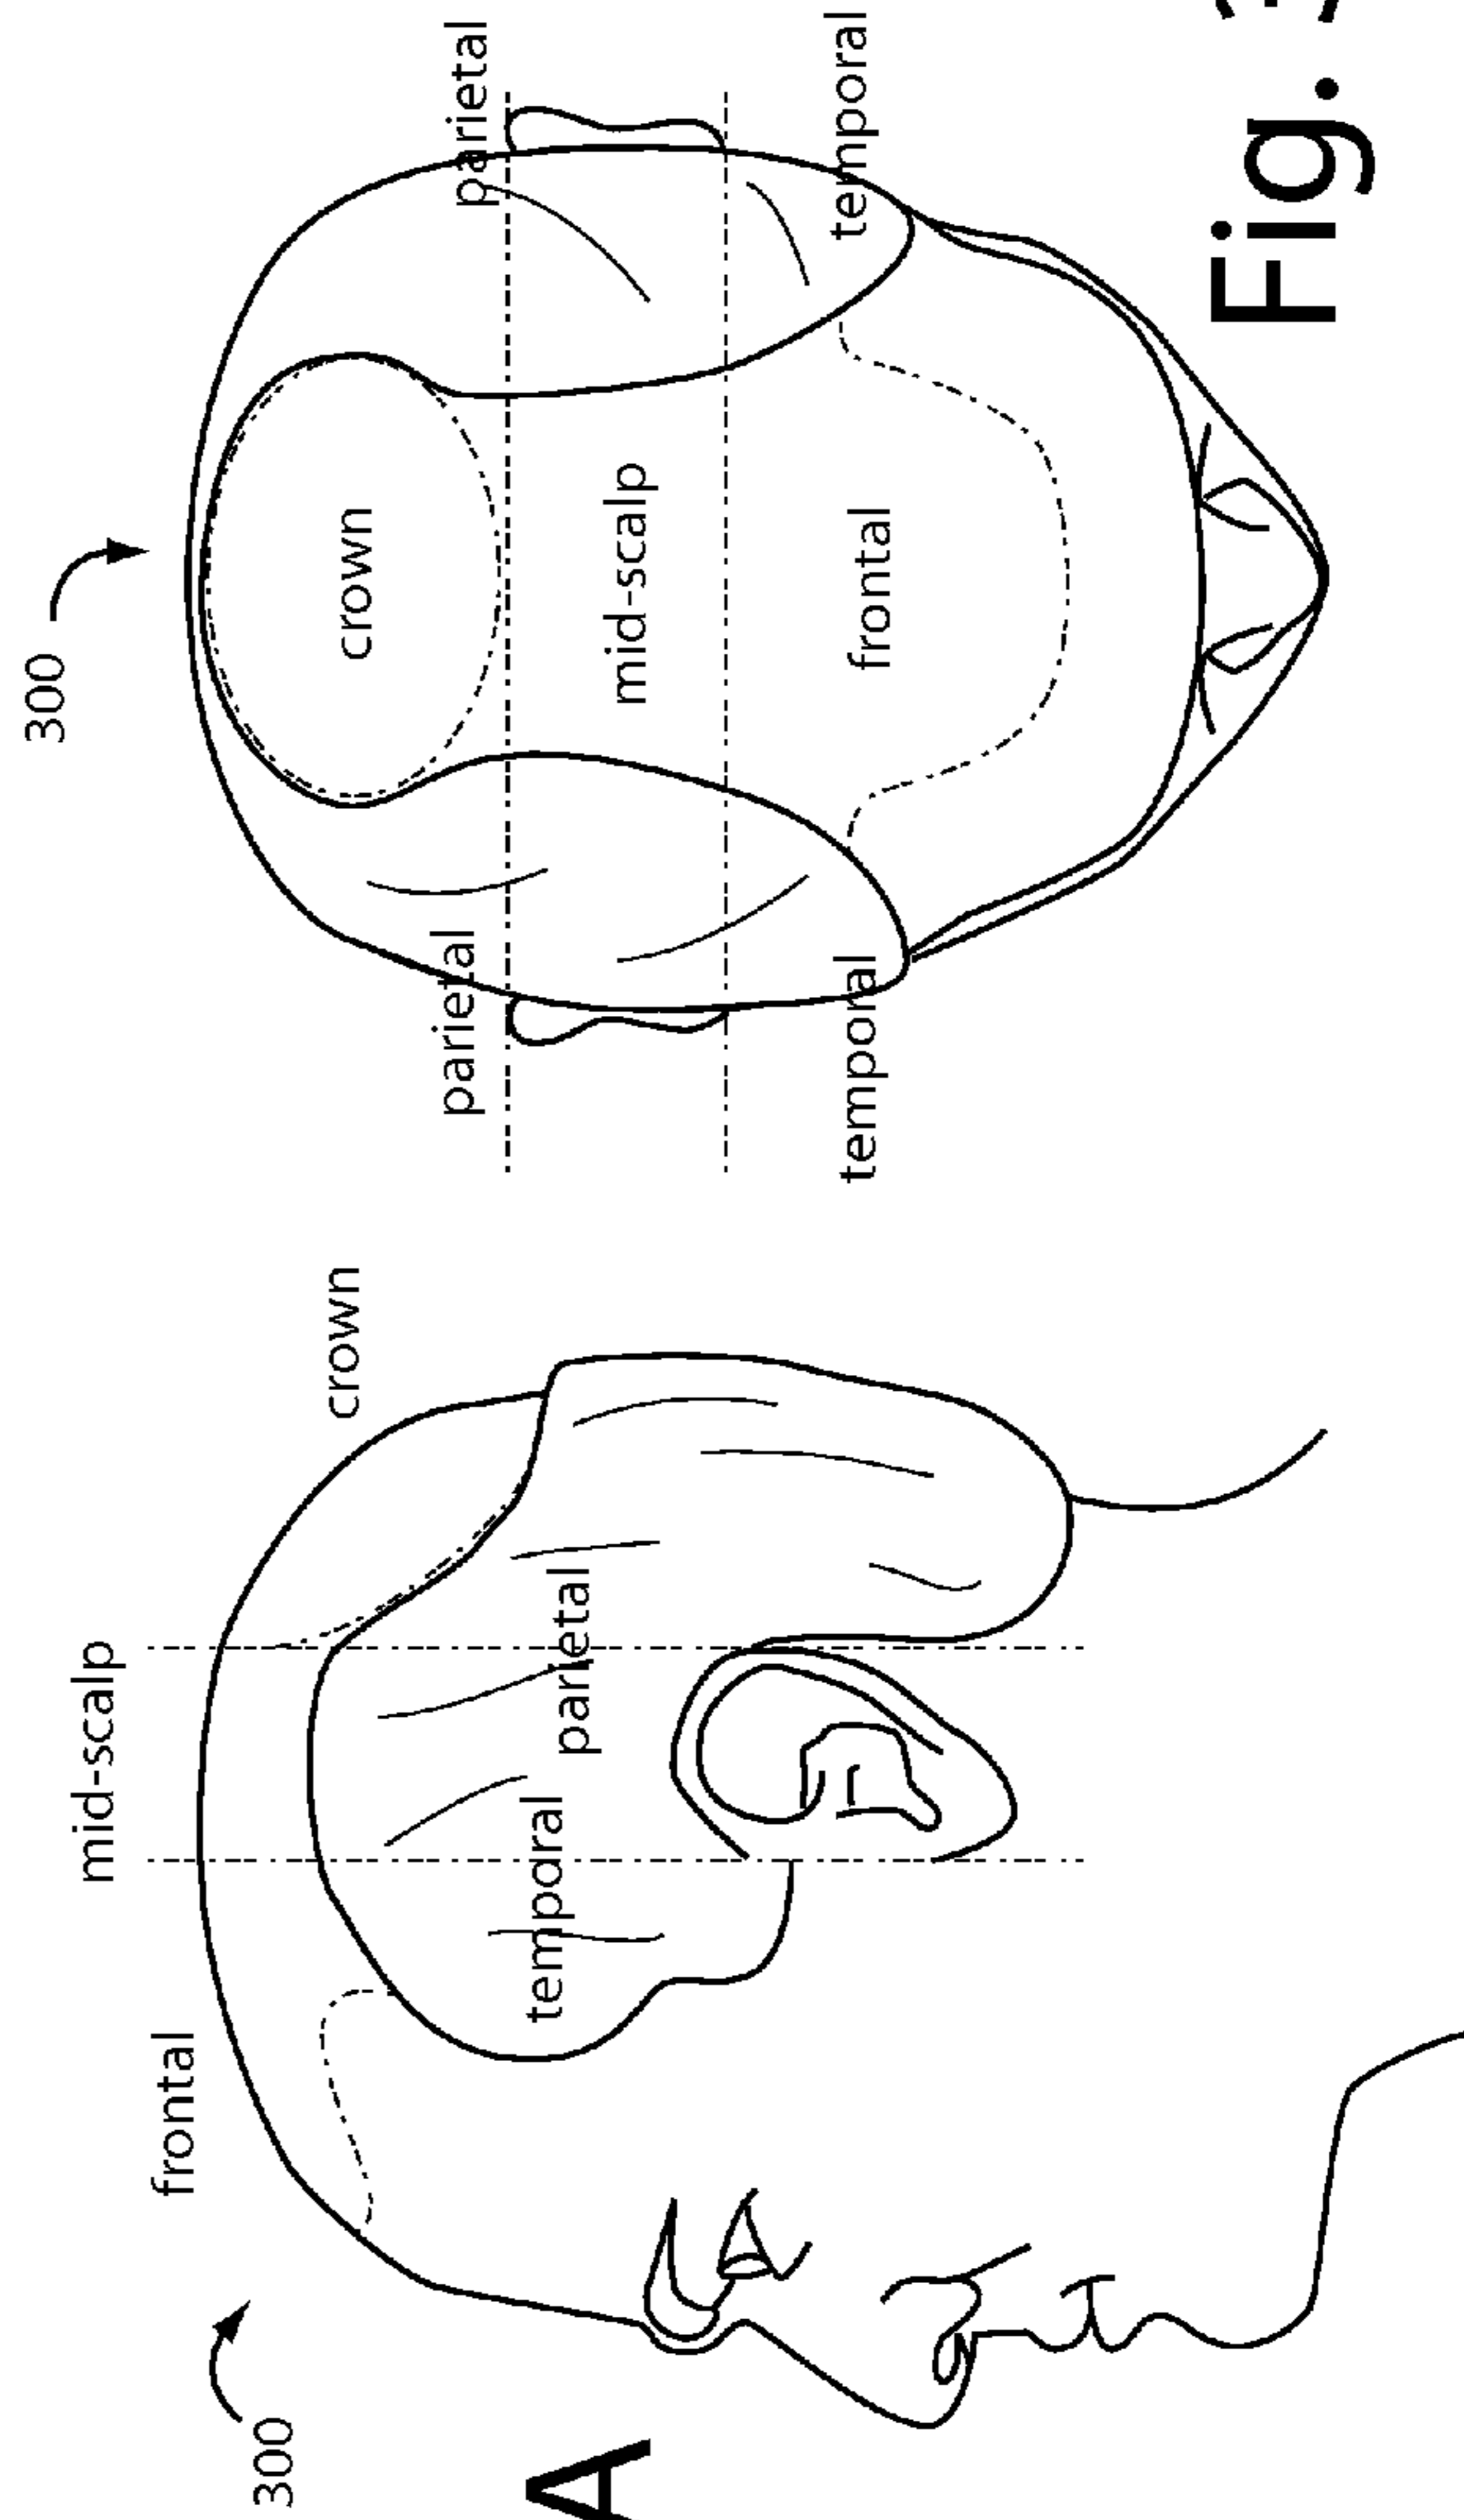 mid-scalp
frontal
300
crown
temporal
parietal
A
300
crown
parietal
parietal
mid-scalp
temporal
frontal
temporal
Fig.